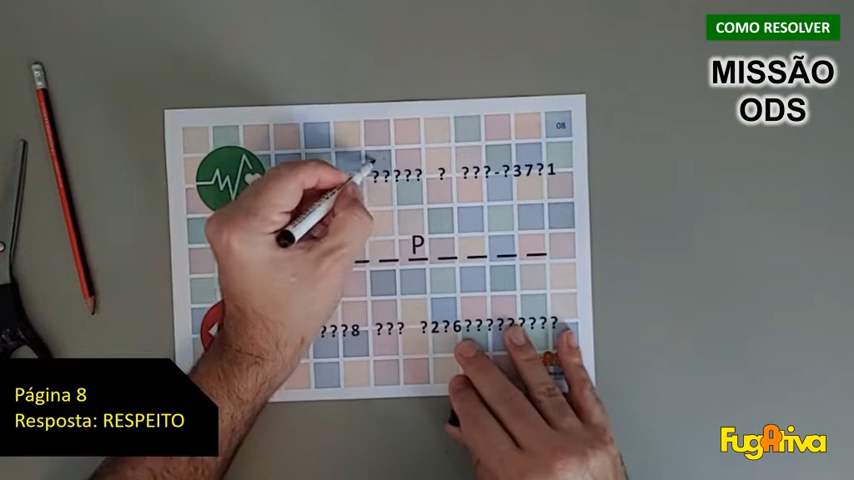 COMO RESOLVER
MISSÃO
ODS
08
????? ? ???-?37?1
P
???8 ??? ?2?6?????????
Página 8
Resposta: RESPEITO
FugAtiva